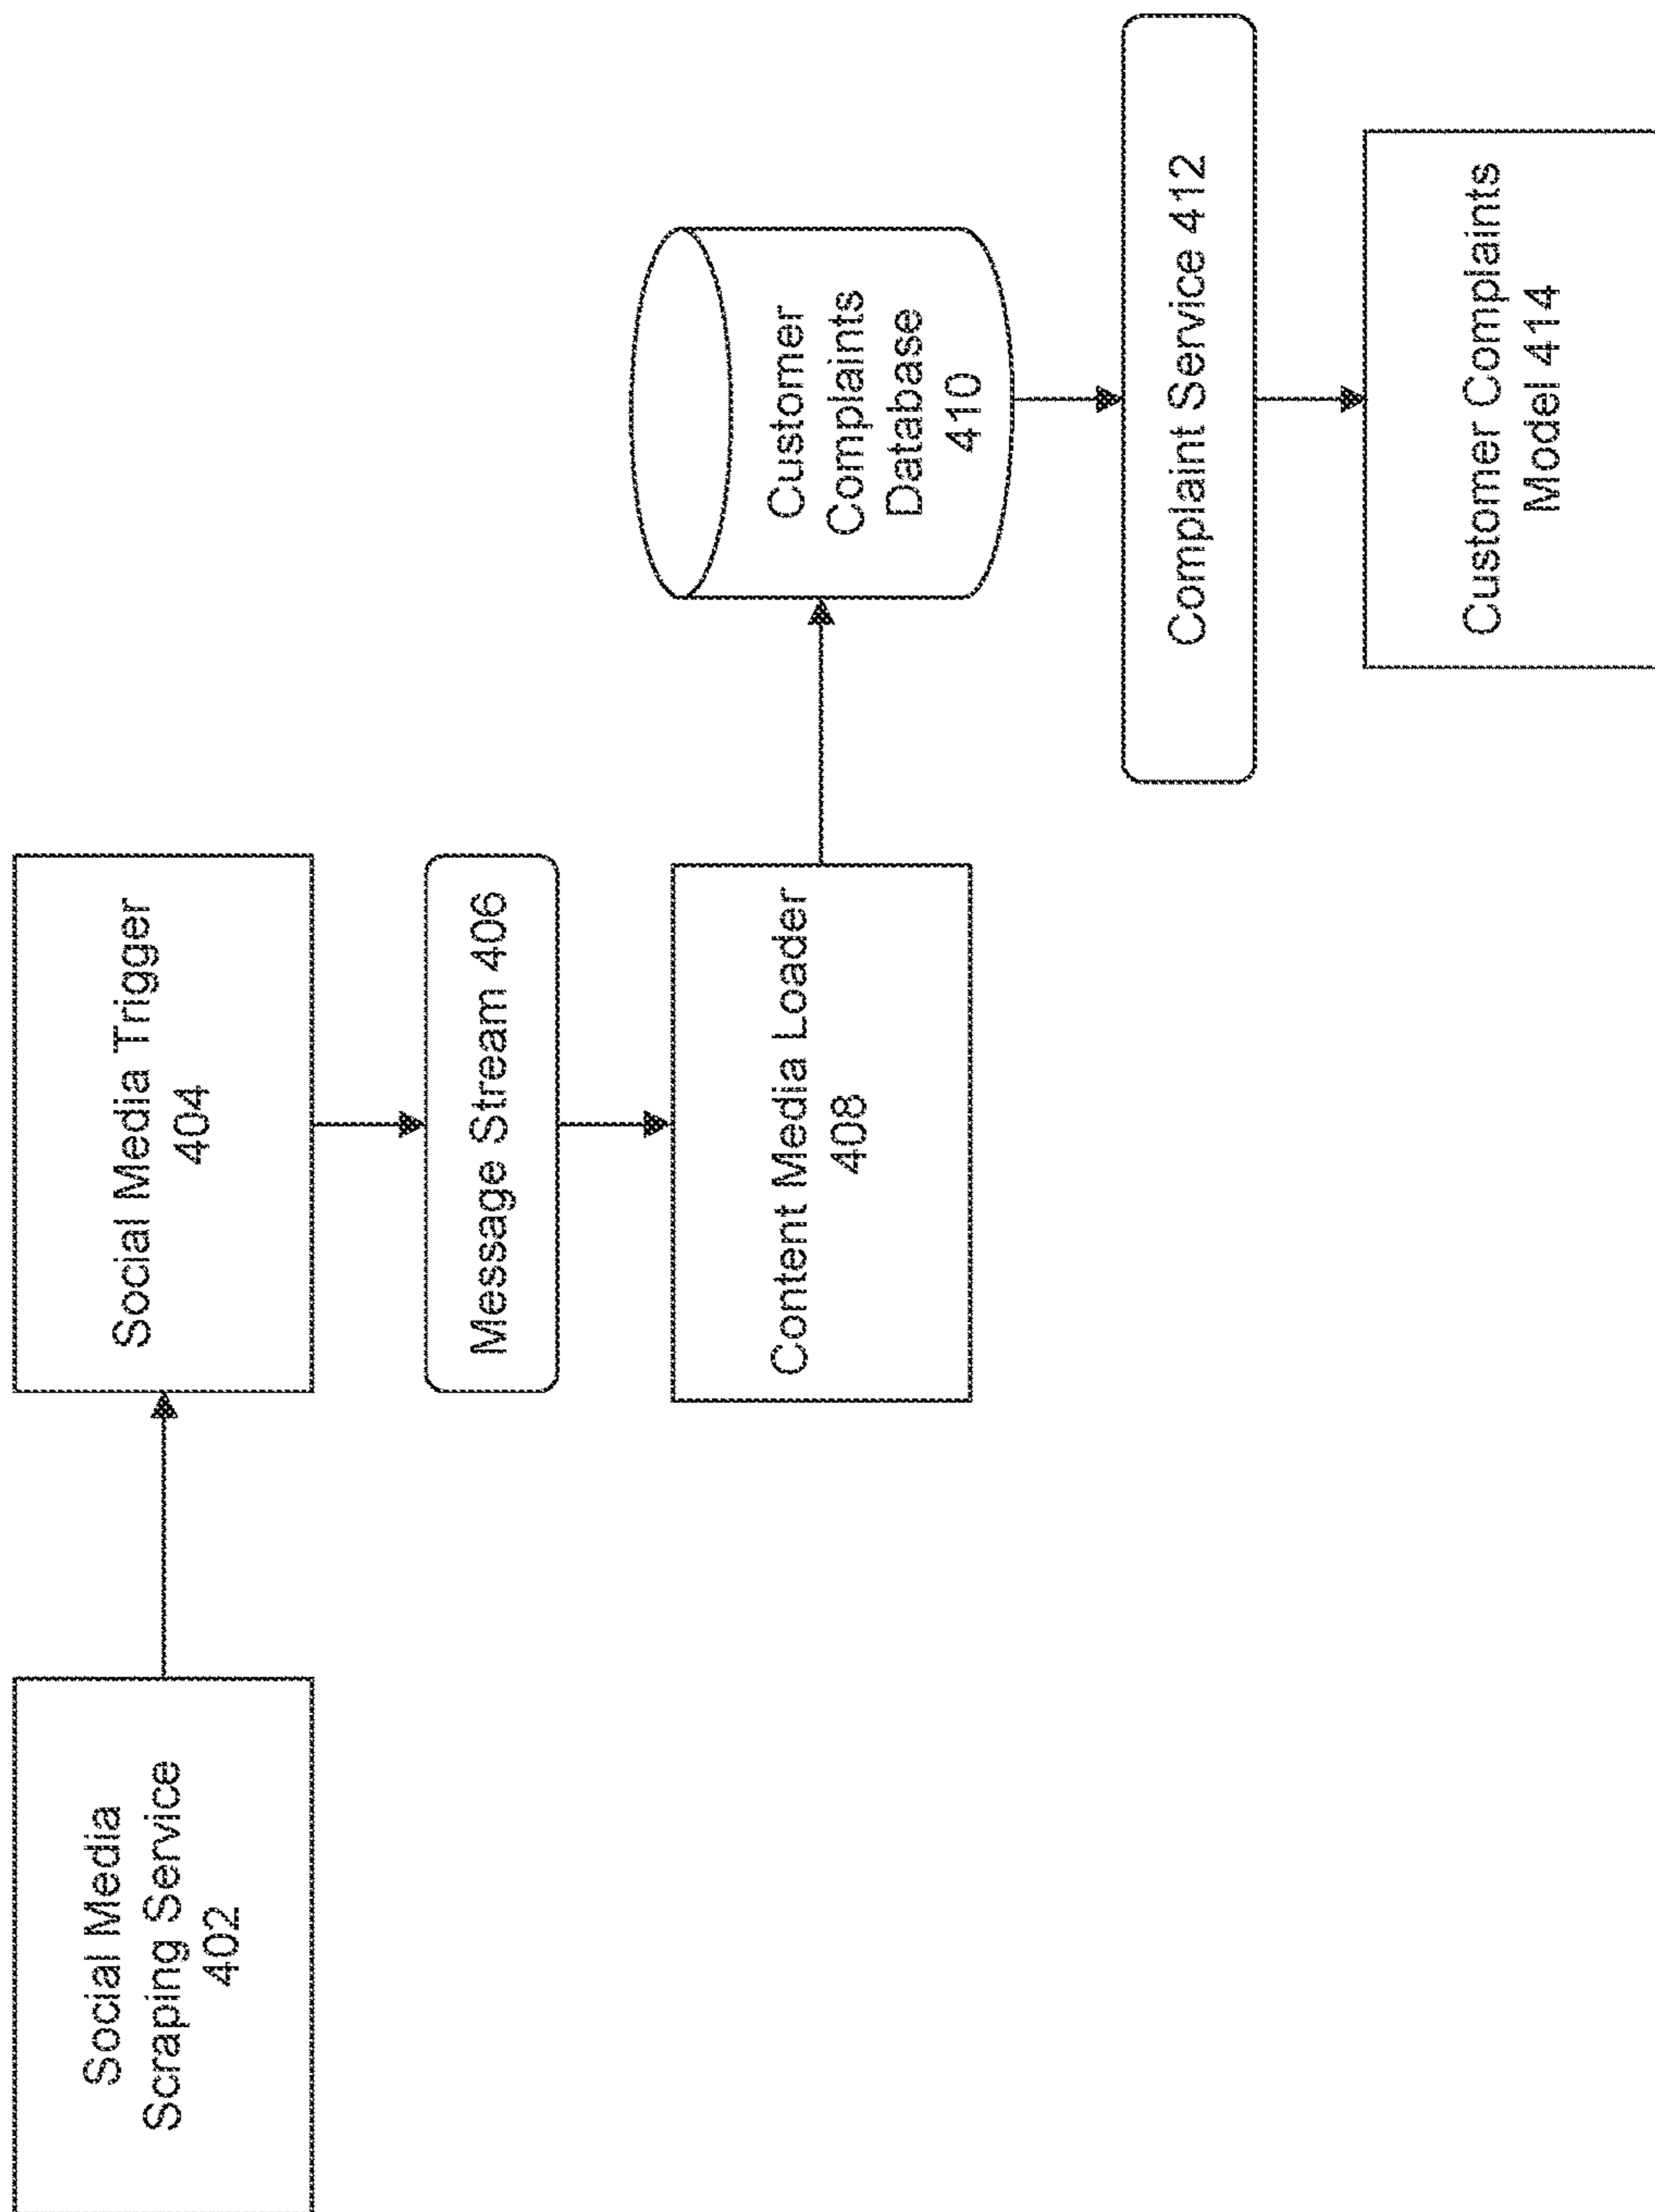 Social Media
Scraping Service
402
Social Media Trigger
404
Message Stream 406
Content Media Loader
408
Customer
Complaints
Database
410
Complaint Service 412
Customer Complaints
Model 414